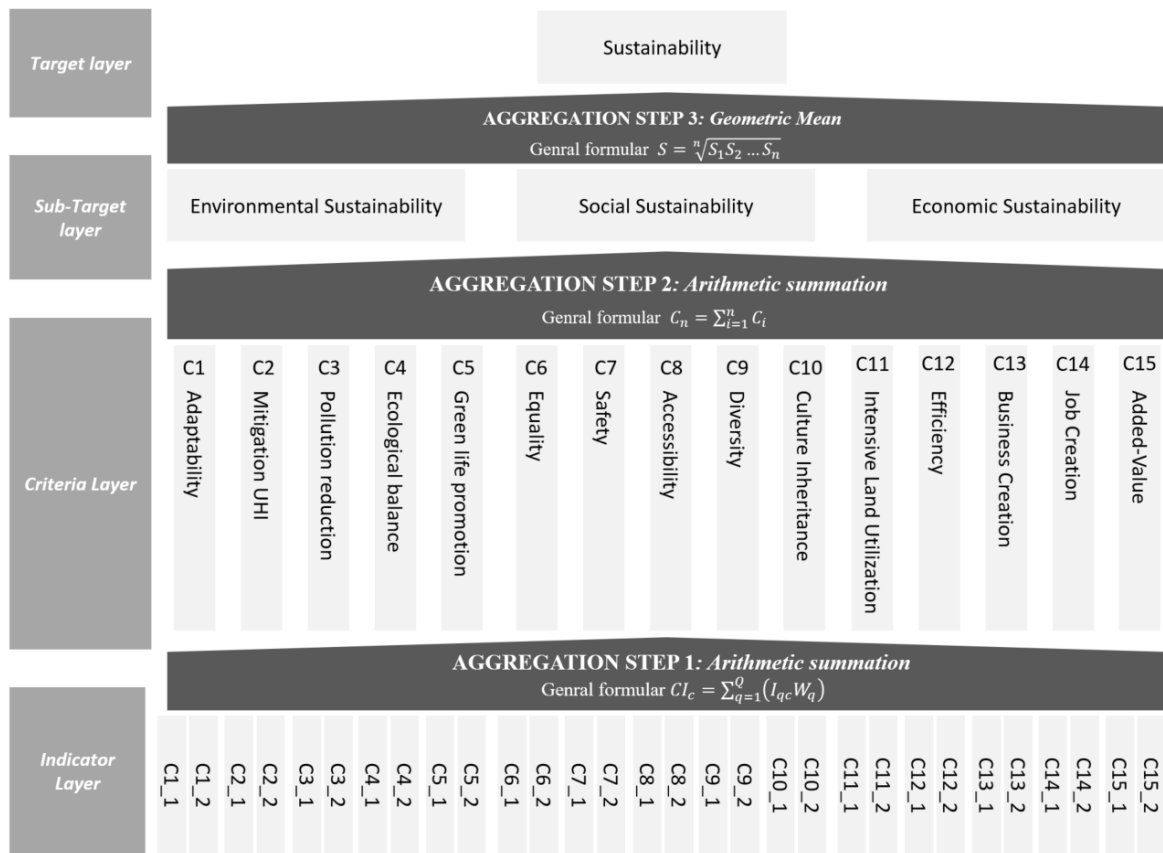 Target layer
Sustainability
AGGREGATION STEP 3: Geometric Mean
Genral formular S = ⁿ√(S₁S₂ … Sₙ)
Sub-Target
layer
Environmental Sustainability
Social Sustainability
Economic Sustainability
AGGREGATION STEP 2: Arithmetic summation
Genral formular Cₙ = ∑ⁿᵢ₌₁ Cᵢ
Criteria Layer
C1
Adaptability
C2
Mitigation UHI
C3
Pollution reduction
C4
Ecological balance
C5
Green life promotion
C6
Equality
C7
Safety
C8
Accessibility
C9
Diversity
C10
Culture Inheritance
C11
Intensive Land Utilization
C12
Efficiency
C13
Business Creation
C14
Job Creation
C15
Added-Value
AGGREGATION STEP 1: Arithmetic summation
Genral formular CI_c = ∑_{q=1}^{Q}(I_{qc}W_q)
Indicator
Layer
C1_1
C1_2
C2_1
C2_2
C3_1
C3_2
C4_1
C4_2
C5_1
C5_2
C6_1
C6_2
C7_1
C7_2
C8_1
C8_2
C9_1
C9_2
C10_1
C10_2
C11_1
C11_2
C12_1
C12_2
C13_1
C13_2
C14_1
C14_2
C15_1
C15_2